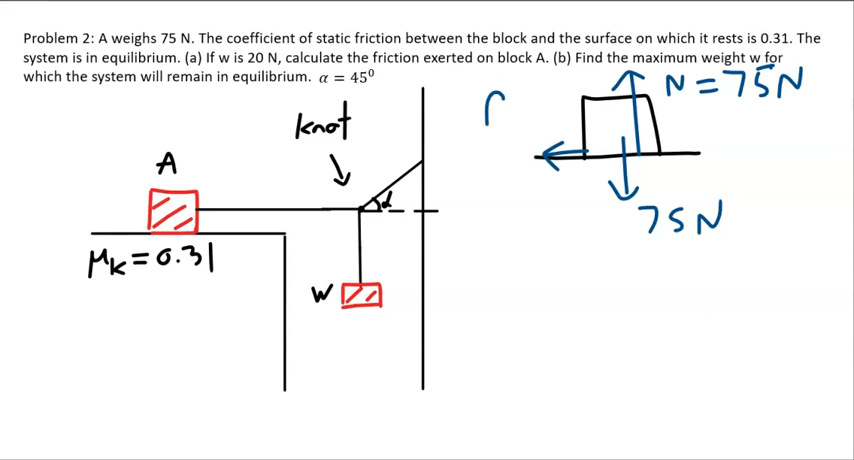 Problem 2: A weighs 75 N. The coefficient of static friction between the block and the surface on which it rests is 0.31. The
system is in equilibrium. (a) If w is 20 N, calculate the friction exerted on block A. (b) Find the maximum weight w for
which the system will remain in equilibrium. α = 45⁰
N = 75N
knot
A
α
75N
μk = 0.31
W